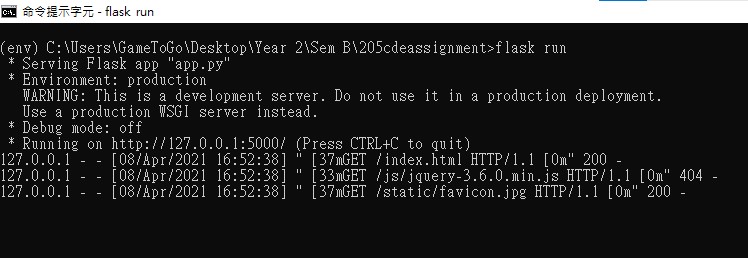 命令提示字元 - flask run
(env) C:\Users\GameToGo\Desktop\Year 2\Sem B\205cdeassignment>flask run
 * Serving Flask app "app.py"
 * Environment: production
   WARNING: This is a development server. Do not use it in a production deployment.
   Use a production WSGI server instead.
 * Debug mode: off
 * Running on http://127.0.0.1:5000/ (Press CTRL+C to quit)
127.0.0.1 - - [08/Apr/2021 16:52:38] " [37mGET /index.html HTTP/1.1 [0m" 200 -
127.0.0.1 - - [08/Apr/2021 16:52:38] " [33mGET /js/jquery-3.6.0.min.js HTTP/1.1 [0m" 404 -
127.0.0.1 - - [08/Apr/2021 16:52:38] " [37mGET /static/favicon.jpg HTTP/1.1 [0m" 200 -